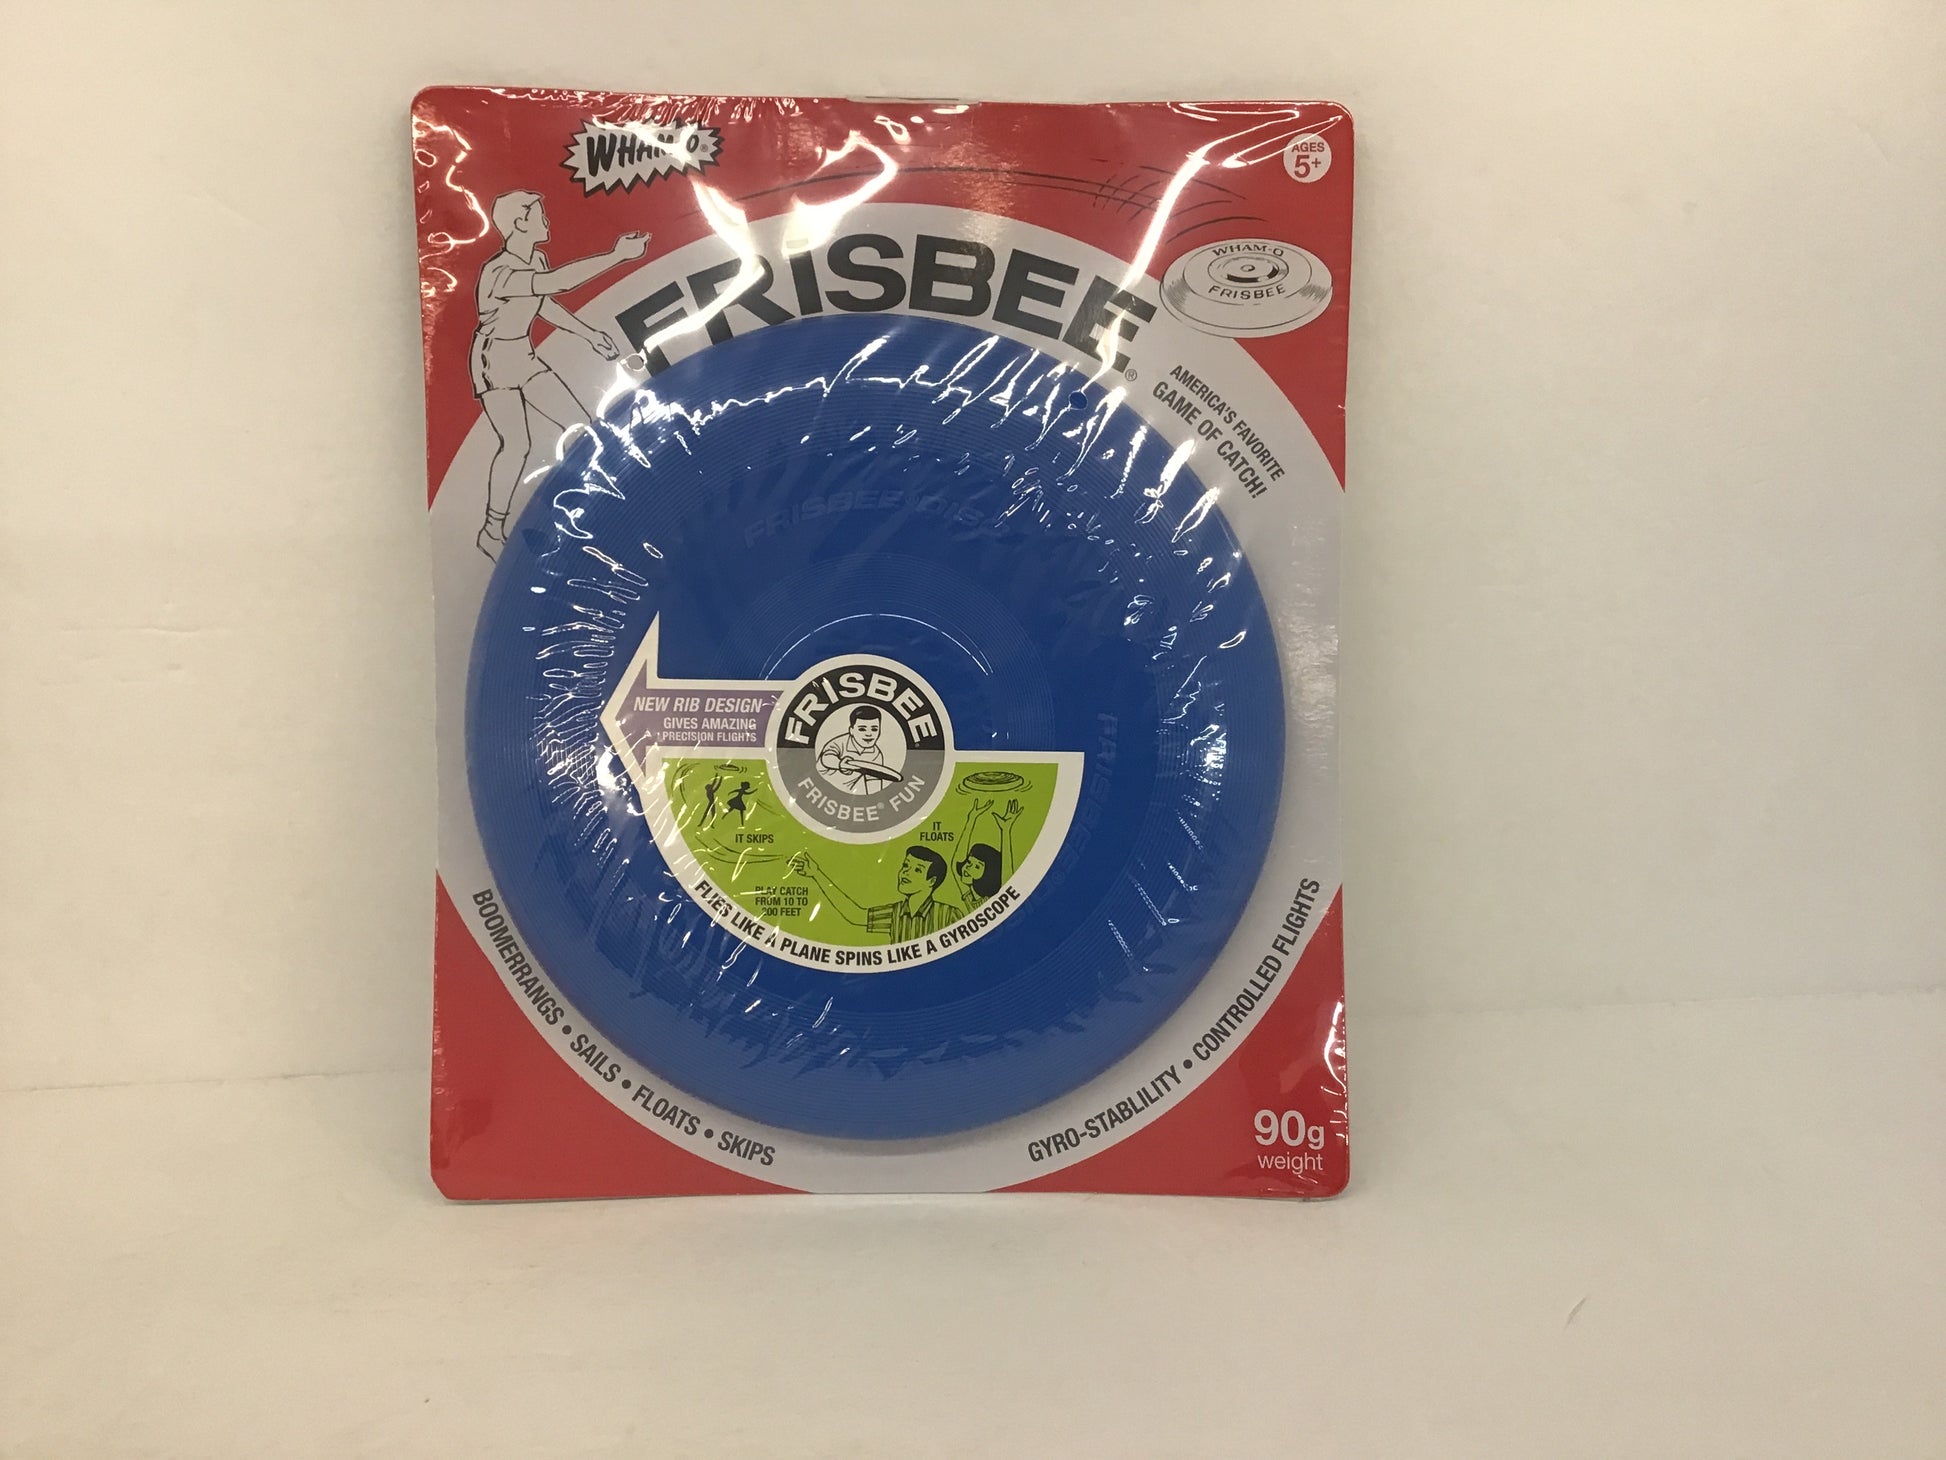 WHAM-O®
AGES
5+
FRISBEE®
WHAM-O
FRISBEE
AMERICA'S FAVORITE
GAME OF CATCH!
FRISBEE DISC
FRISBEE®
NEW RIB DESIGN
GIVES AMAZING
PRECISION FLIGHTS
FRISBEE®
FRISBEE® FUN
IT SKIPS
IT
FLOATS
PLAY CATCH
FROM 10 TO
200 FEET
FLIES LIKE A PLANE SPINS LIKE A GYROSCOPE
BOOMERRANGS • SAILS • FLOATS • SKIPS
GYRO-STABLILITY • CONTROLLED FLIGHTS
90g
weight